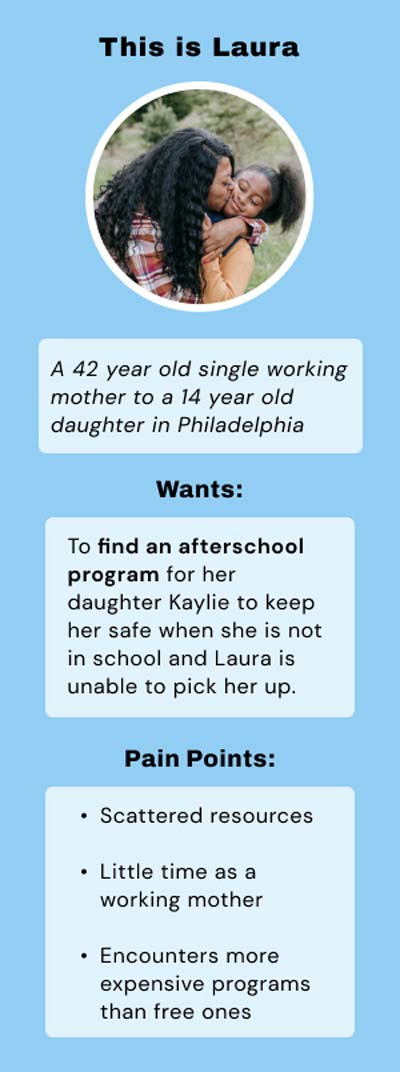 This is Laura
A 42 year old single working
mother to a 14 year old
daughter in Philadelphia
Wants:
To find an afterschool
program for her
daughter Kaylie to keep
her safe when she is not
in school and Laura is
unable to pick her up.
Pain Points:
• Scattered resources
• Little time as a
working mother
• Encounters more
expensive programs
than free ones